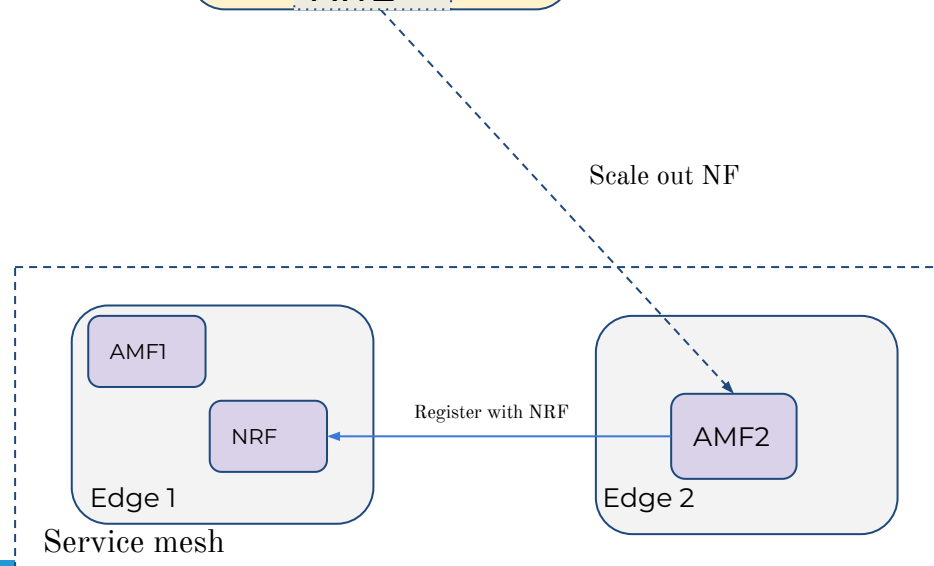 Scale out NF
AMF1
Register with NRF
NRF
AMF2
Edge 1
Edge 2
Service mesh